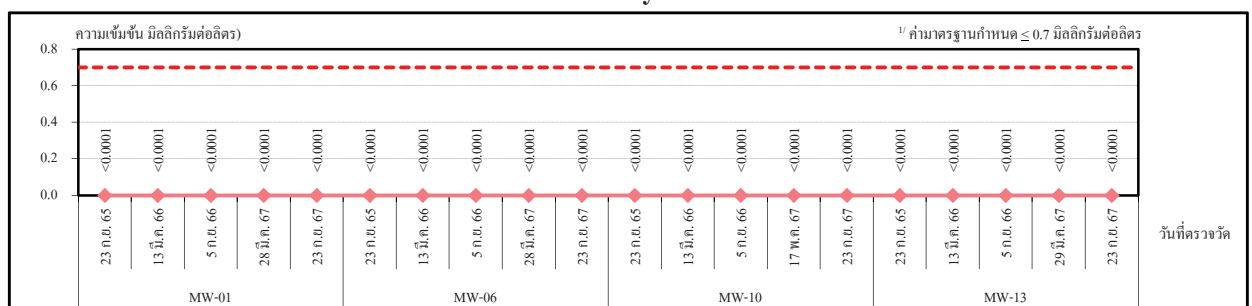 ความเข้มข้น มิลลิกรัมต่อลิตร)
1/ ค่ามาตรฐานกำหนด ≤ 0.7 มิลลิกรัมต่อลิตร
0.8
0.6
0.4
0.2
0.0
<0.0001 <0.0001 <0.0001 <0.0001 <0.0001 <0.0001 <0.0001 <0.0001 <0.0001 <0.0001 <0.0001 <0.0001 <0.0001 <0.0001 <0.0001 <0.0001 <0.0001 <0.0001 <0.0001 <0.0001
23 ก.ย. 65 13 มี.ค. 66 5 ก.ย. 66 28 มี.ค. 67 23 ก.ย. 67 23 ก.ย. 65 13 มี.ค. 66 5 ก.ย. 66 28 มี.ค. 67 23 ก.ย. 67 23 ก.ย. 65 13 มี.ค. 66 5 ก.ย. 66 17 พ.ค. 67 23 ก.ย. 67 23 ก.ย. 65 13 มี.ค. 66 5 ก.ย. 66 29 มี.ค. 67 23 ก.ย. 67
วันที่ตรวจวัด
MW-01 MW-06 MW-10 MW-13